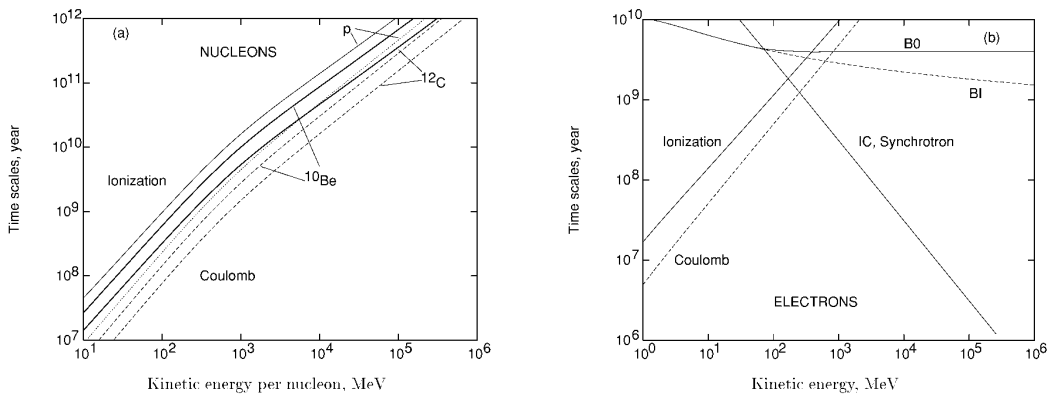 10^12
10^11
10^10
10^9
10^8
10^7
Time scales, year
(a)
NUCLEONS
p
12C
10Be
Ionization
Coulomb
10^1 10^2 10^3 10^4 10^5 10^6
Kinetic energy per nucleon, MeV
10^10
10^9
10^8
10^7
10^6
Time scales, year
(b)
B0
BI
Ionization
IC, Synchrotron
Coulomb
ELECTRONS
10^0 10^1 10^2 10^3 10^4 10^5 10^6
Kinetic energy, MeV